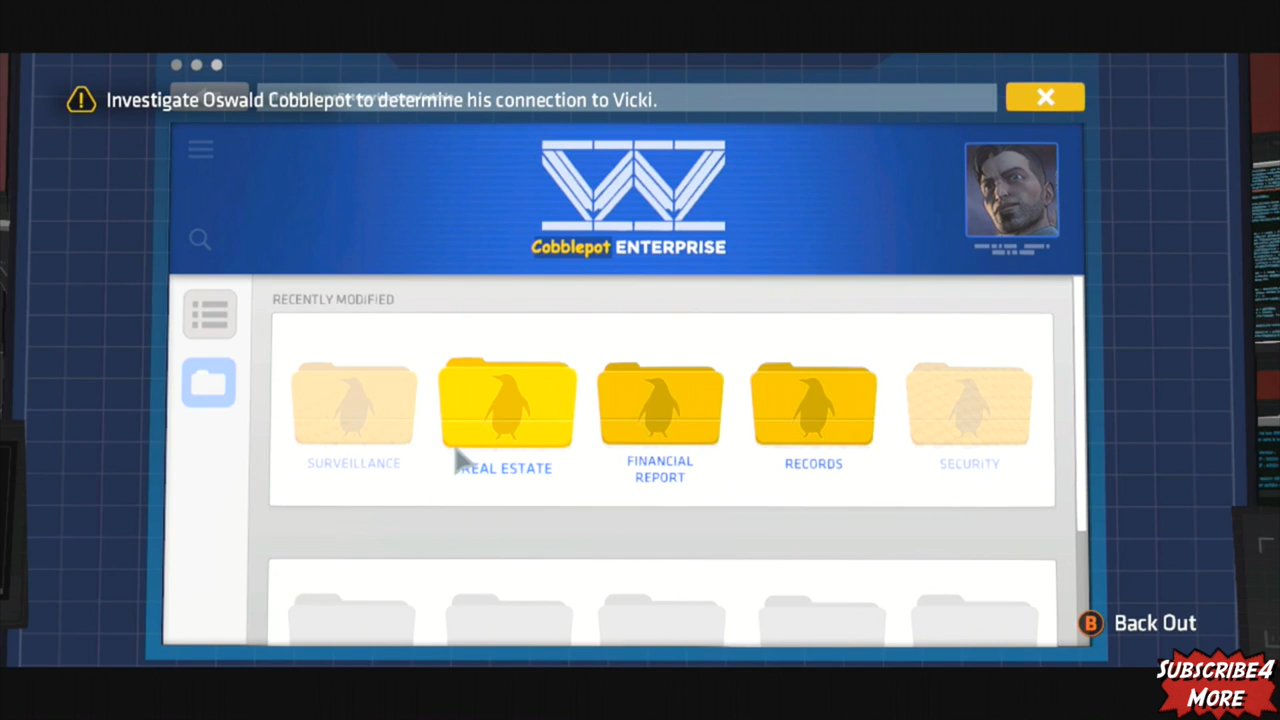 Investigate Oswald Cobblepot to determine his connection to Vicki.
Cobblepot ENTERPRISE
RECENTLY MODIFIED
SURVEILLANCE
REAL ESTATE
FINANCIAL
REPORT
RECORDS
SECURITY
B Back Out
SUBSCRIBE4
MORE